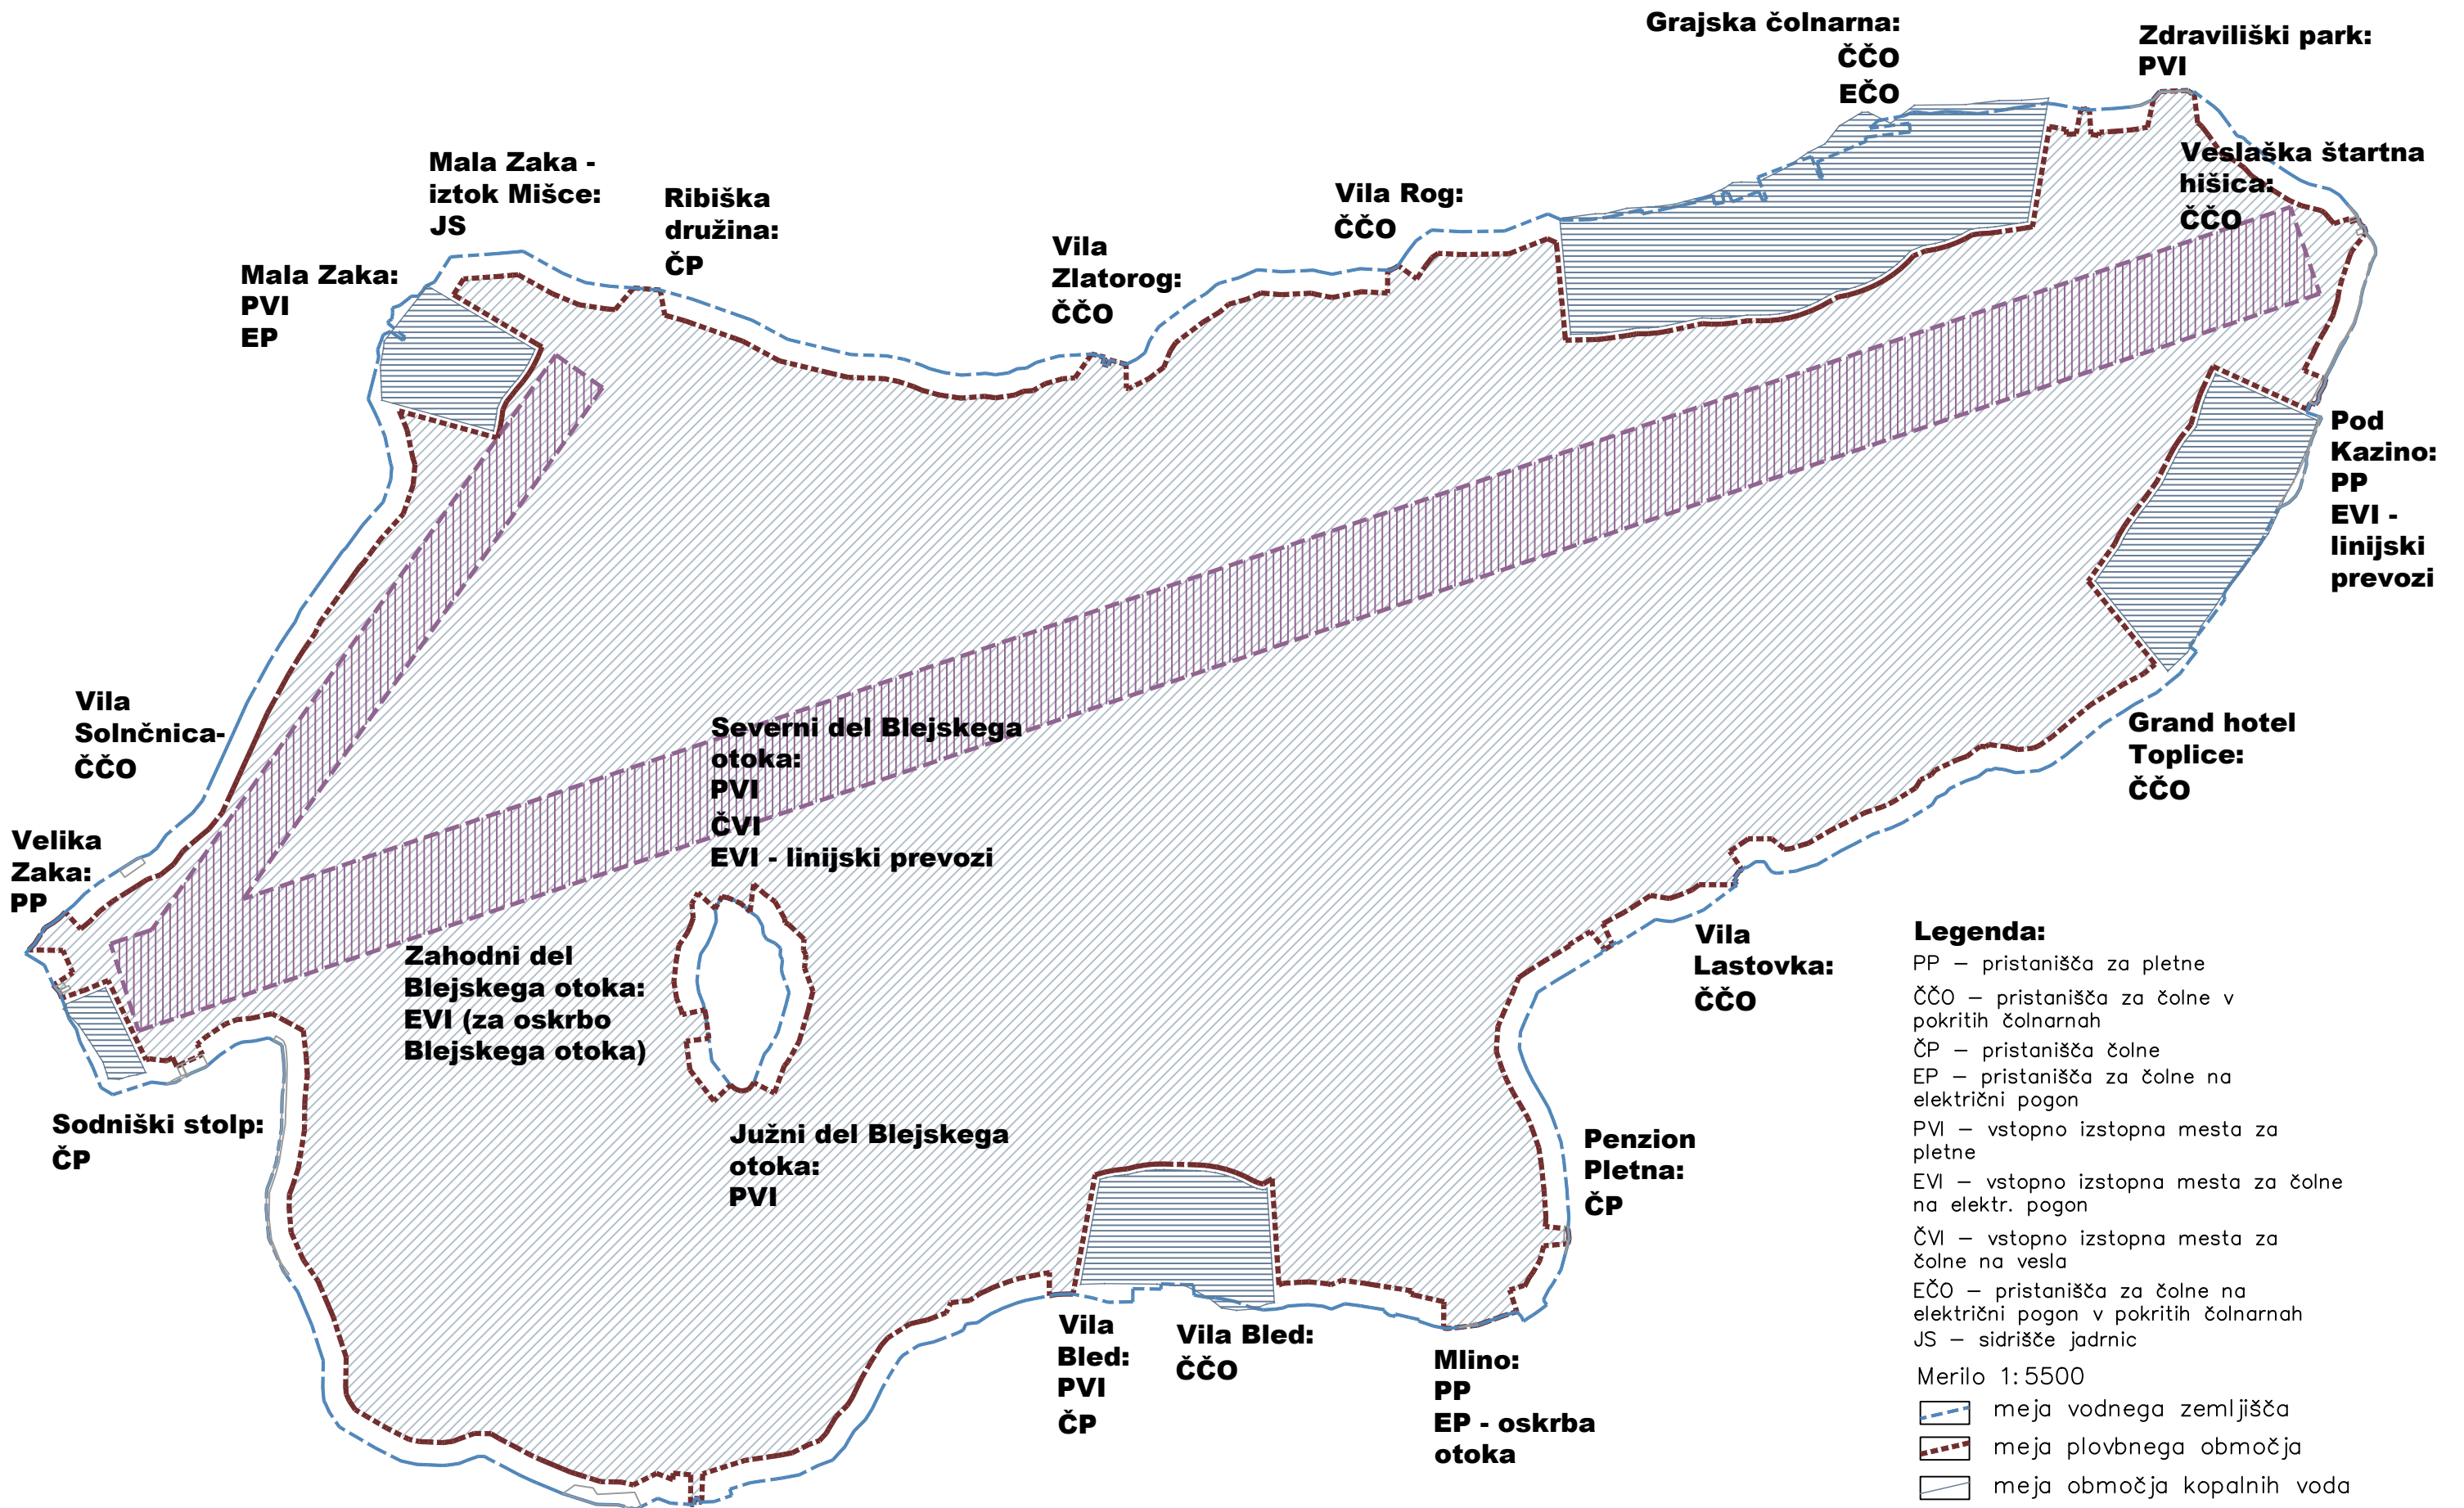 Grajska čolnarna:
ČČO
EČO
Zdraviliški park:
PVI
Mala Zaka -
iztok Mišce:
JS
Ribiška
družina:
ČP
Vila Rog:
ČČO
Veslaška štartna
hišica:
ČČO
Vila
Zlatorog:
ČČO
Mala Zaka:
PVI
EP
Pod
Kazino:
PP
EVI -
linijski
prevozi
Vila
Solnčnica-
ČČO
Severni del Blejskega
otoka:
PVI
ČVI
EVI - linijski prevozi
Grand hotel
Toplice:
ČČO
Velika
Zaka:
PP
Zahodni del
Blejskega otoka:
EVI (za oskrbo
Blejskega otoka)
Vila
Lastovka:
ČČO
Sodniški stolp:
ČP
Južni del Blejskega
otoka:
PVI
Penzion
Pletna:
ČP
Vila
Bled:
PVI
ČP
Vila Bled:
ČČO
Mlino:
PP
EP - oskrba
otoka
Legenda:
PP – pristanišča za pletne
ČČO – pristanišča za čolne v
pokritih čolnarnah
ČP – pristanišča čolne
EP – pristanišča za čolne na
električni pogon
PVI – vstopno izstopna mesta za
pletne
EVI – vstopno izstopna mesta za čolne
na elektr. pogon
ČVI – vstopno izstopna mesta za
čolne na vesla
EČO – pristanišča za čolne na
električni pogon v pokritih čolnarnah
JS – sidrišče jadrnic
Merilo 1:5500
meja vodnega zemljišča
meja plovbnega območja
meja območja kopalnih voda